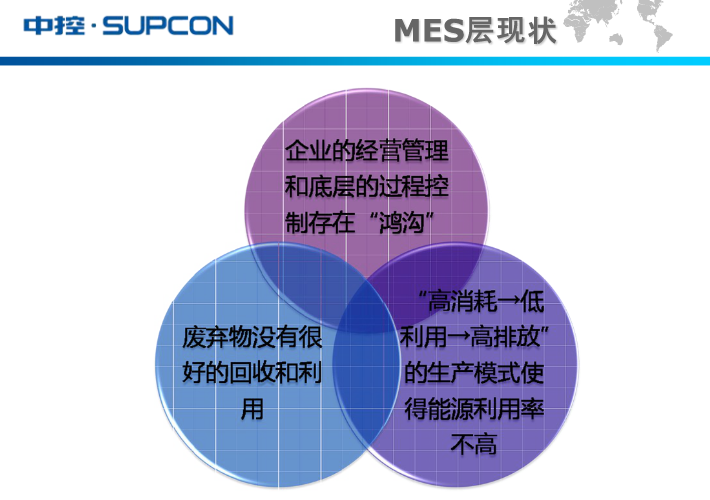 中控·SUPCON
MES层现状
企业的经营管理
和底层的过程控
制存在“鸿沟”
废弃物没有很
好的回收和利
用
“高消耗→低
利用→高排放”
的生产模式使
得能源利用率
不高